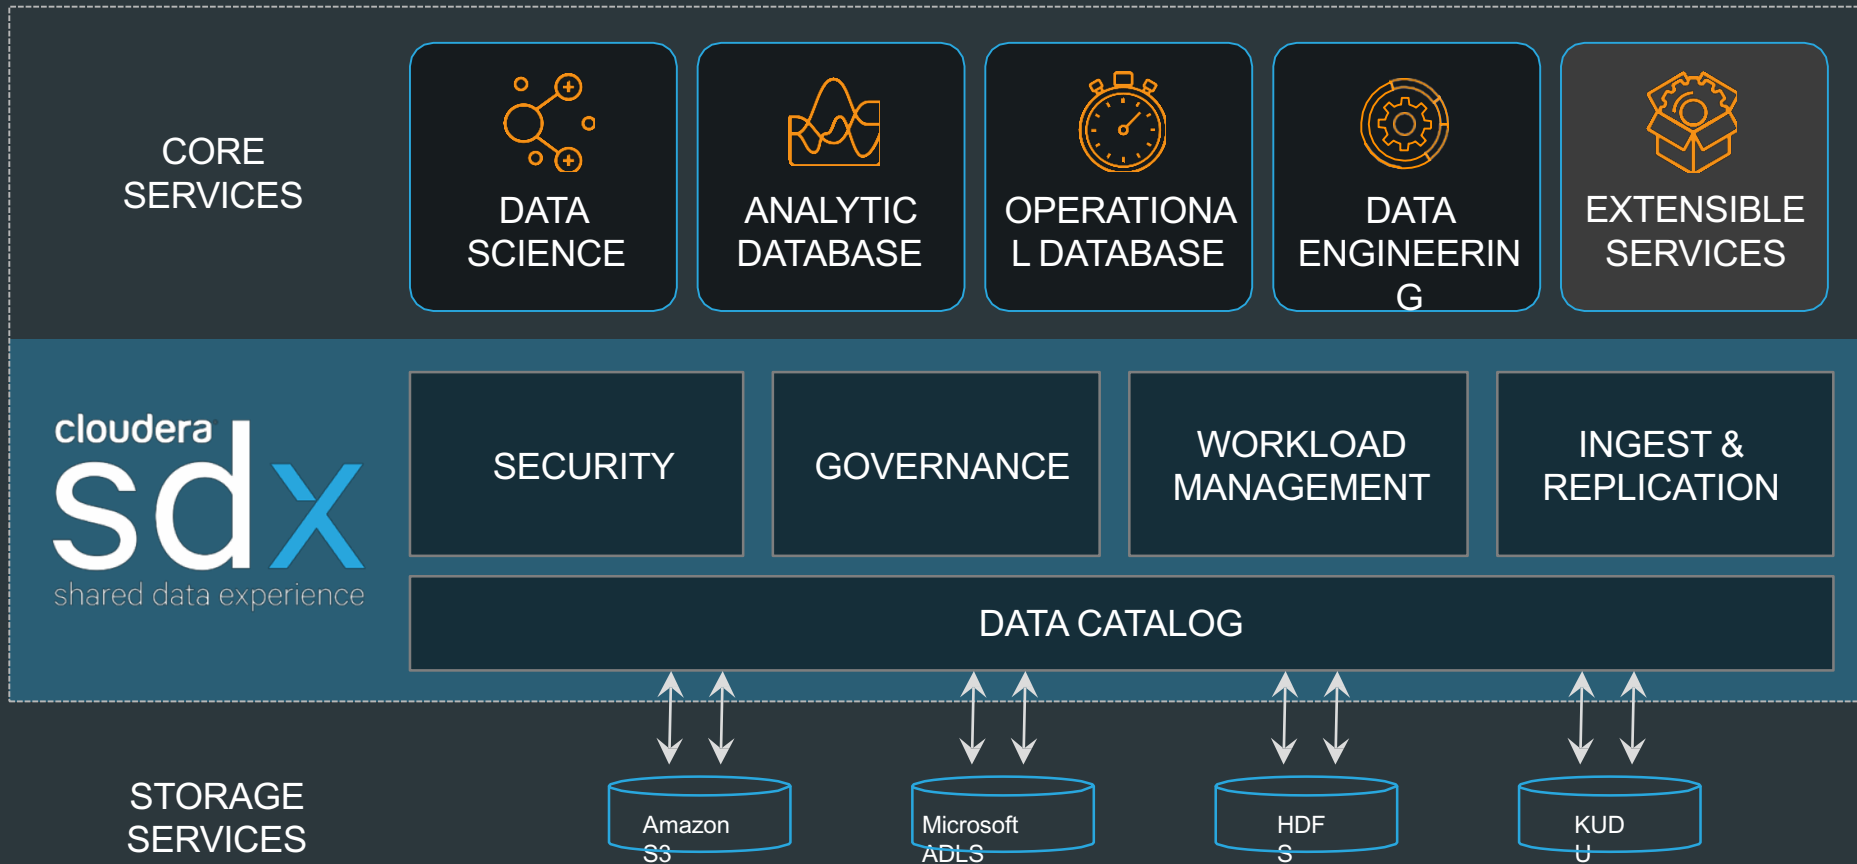 CORE
SERVICES
DATA
SCIENCE
ANALYTIC
DATABASE
OPERATIONA
L DATABASE
DATA
ENGINEERIN
G
EXTENSIBLE
SERVICES
cloudera
sdx
shared data experience
SECURITY
GOVERNANCE
WORKLOAD
MANAGEMENT
INGEST &
REPLICATION
DATA CATALOG
STORAGE
SERVICES
Amazon
S3
Microsoft
ADLS
HDF
S
KUD
U